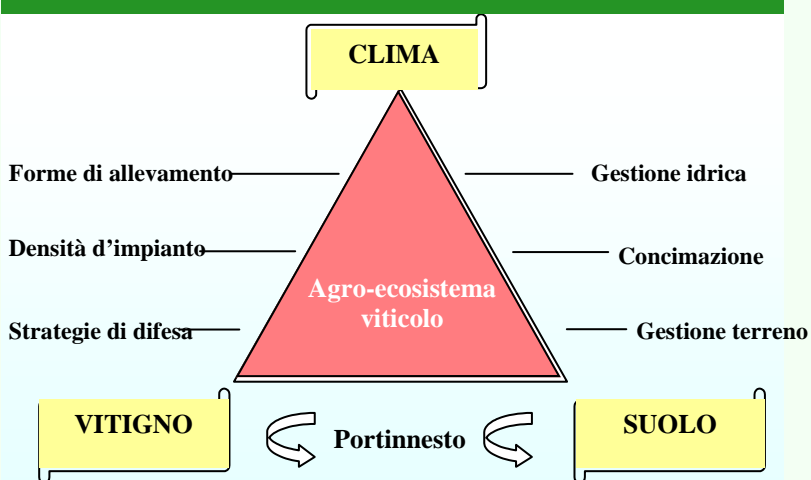 CLIMA
Forme di allevamento
Gestione idrica
Densità d'impianto
Concimazione
Agro-ecosistema
viticolo
Strategie di difesa
Gestione terreno
VITIGNO
Portinnesto
SUOLO